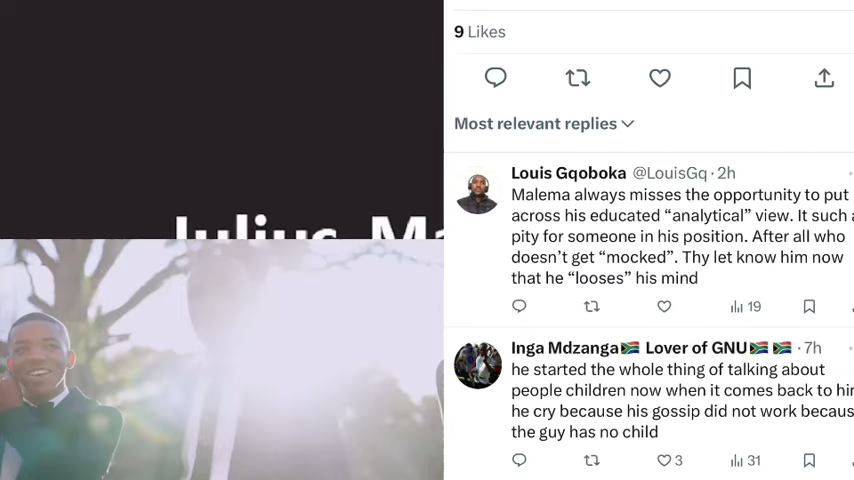 Julius Ma
9 Likes
Most relevant replies
Louis Gqoboka @LouisGq · 2h
Malema always misses the opportunity to put
across his educated “analytical” view. It such a
pity for someone in his position. After all who
doesn’t get “mocked”. Thy let know him now
that he “looses” his mind
19
Inga Mdzanga🇿🇦 Lover of GNU🇿🇦 🇿🇦 · 7h
he started the whole thing of talking about
people children now when it comes back to hi
he cry because his gossip did not work becaus
the guy has no child
3 31